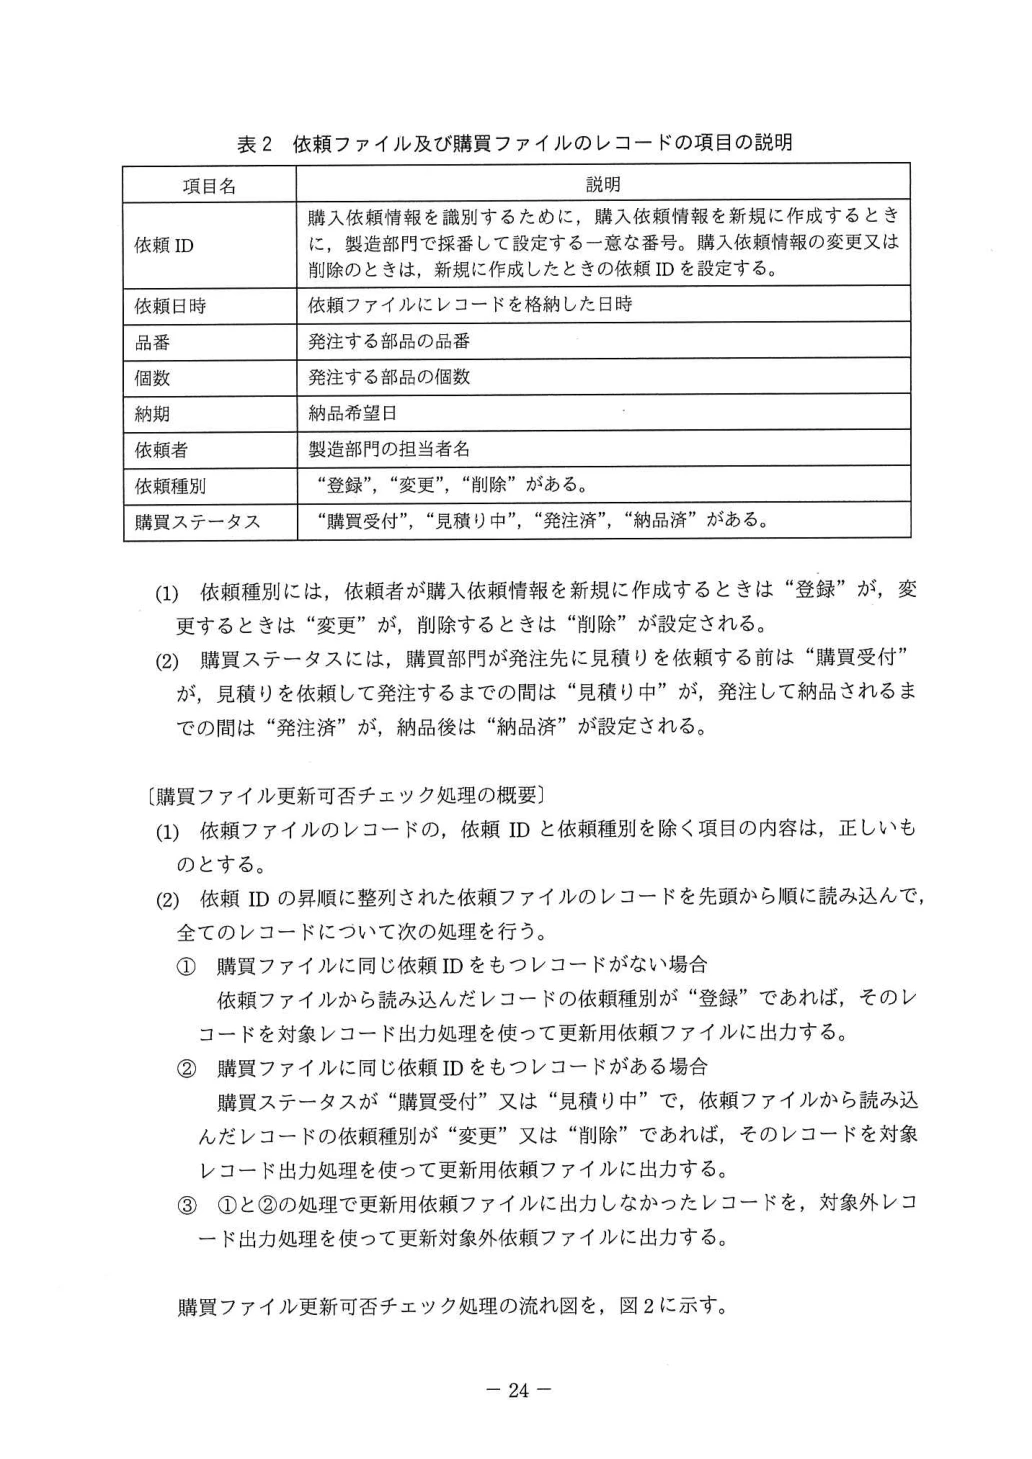 表2 依頼ファイル及び購買ファイルのレコードの項目の説明
項目名 説明
依頼ID 購入依頼情報を識別するために，購入依頼情報を新規に作成するとき
に，製造部門で採番して設定する一意な番号。購入依頼情報の変更又は
削除のときは，新規に作成したときの依頼IDを設定する。
依頼日時 依頼ファイルにレコードを格納した日時
品番 発注する部品の品番
個数 発注する部品の個数
納期 納品希望日
依頼者 製造部門の担当者名
依頼種別 “登録”，“変更”，“削除”がある。
購買ステータス “購買受付”，“見積り中”，“発注済”，“納品済”がある。
(1) 依頼種別には，依頼者が購入依頼情報を新規に作成するときは“登録”が，変
更するときは“変更”が，削除するときは“削除”が設定される。
(2) 購買ステータスには，購買部門が発注先に見積りを依頼する前は“購買受付”
が，見積りを依頼して発注するまでの間は“見積り中”が，発注して納品されるま
での間は“発注済”が，納品後は“納品済”が設定される。
〔購買ファイル更新可否チェック処理の概要〕
(1) 依頼ファイルのレコードの，依頼IDと依頼種別を除く項目の内容は，正しいも
のとする。
(2) 依頼IDの昇順に整列された依頼ファイルのレコードを先頭から順に読み込んで，
全てのレコードについて次の処理を行う。
① 購買ファイルに同じ依頼IDをもつレコードがない場合
依頼ファイルから読み込んだレコードの依頼種別が“登録”であれば，そのレ
コードを対象レコード出力処理を使って更新用依頼ファイルに出力する。
② 購買ファイルに同じ依頼IDをもつレコードがある場合
購買ステータスが“購買受付”又は“見積り中”で，依頼ファイルから読み込
んだレコードの依頼種別が“変更”又は“削除”であれば，そのレコードを対象
レコード出力処理を使って更新用依頼ファイルに出力する。
③ ①と②の処理で更新用依頼ファイルに出力しなかったレコードを，対象外レコ
ード出力処理を使って更新対象外依頼ファイルに出力する。
購買ファイル更新可否チェック処理の流れ図を，図2に示す。
－ 24 －